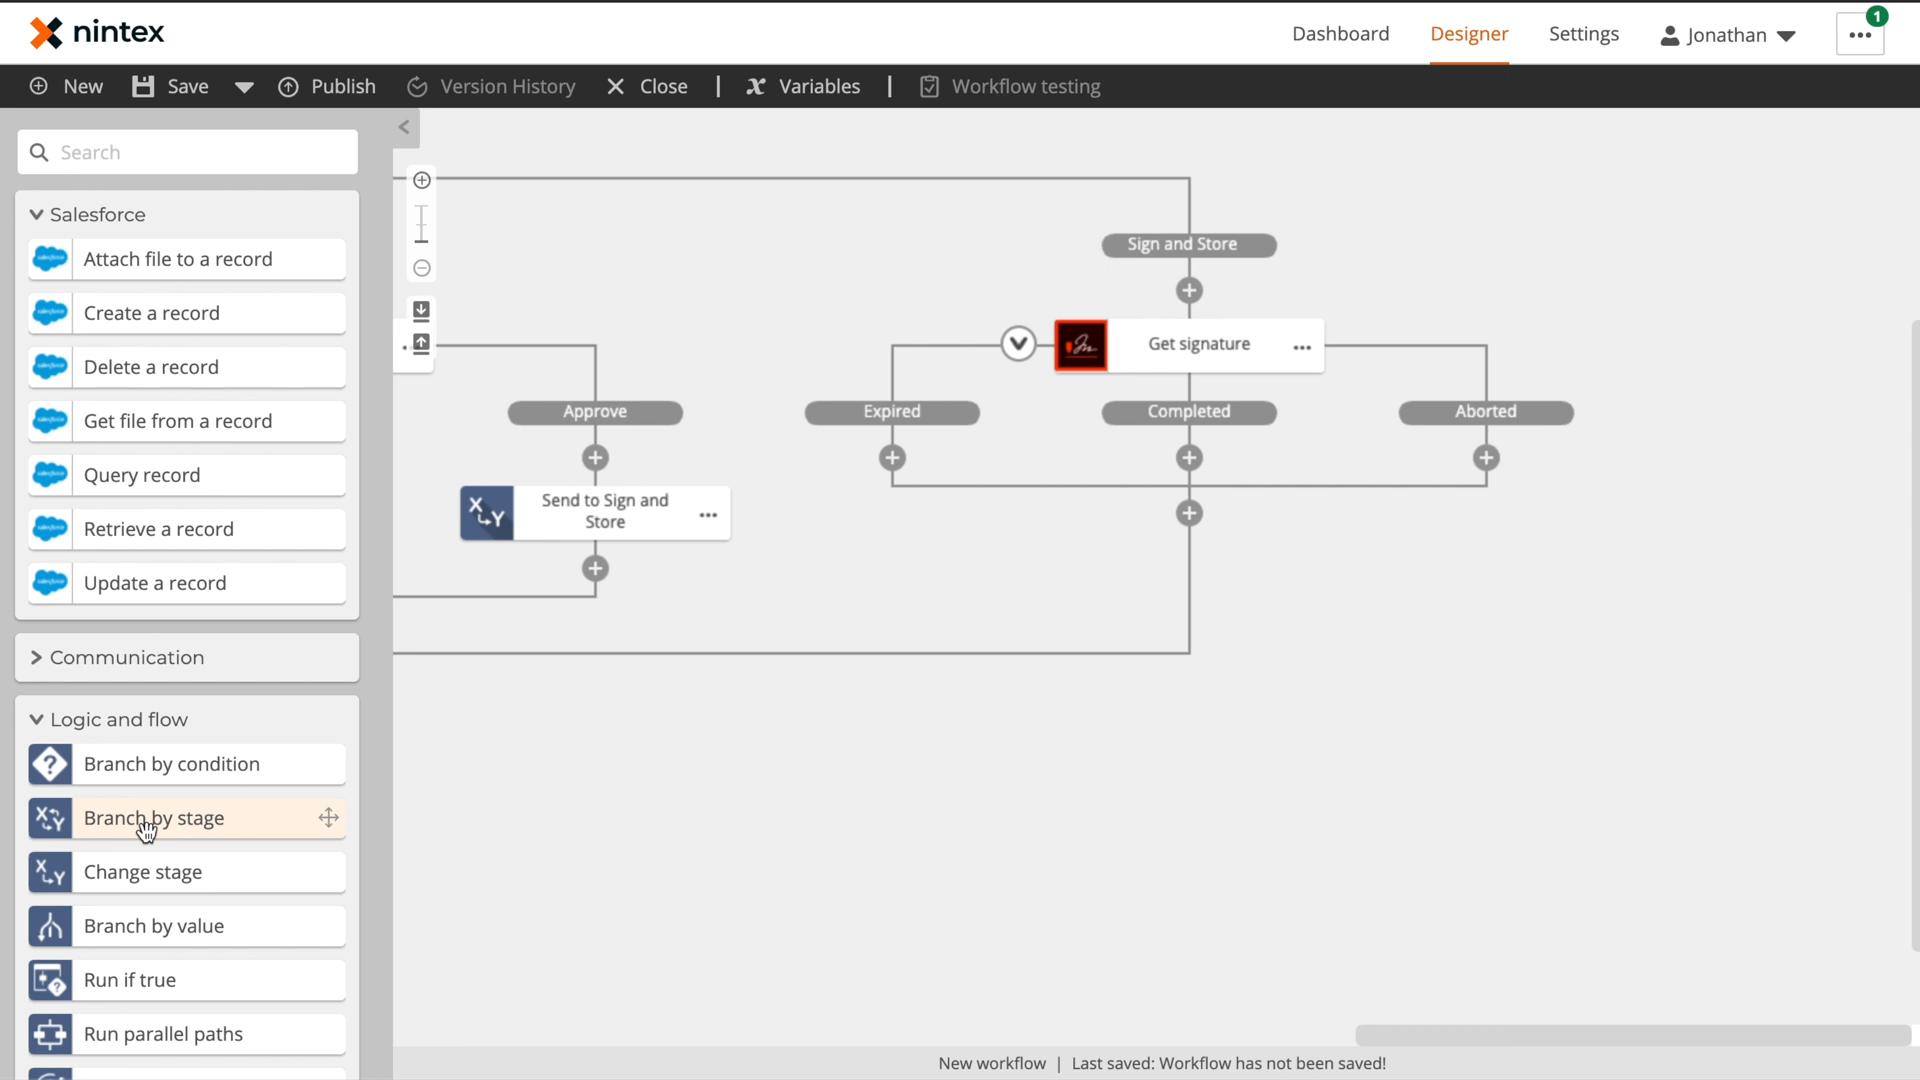 nintex
Dashboard
Designer
Settings
Jonathan
1
New
Save
Publish
Version History
Close
|
Variables
|
Workflow testing
Search
Salesforce
Attach file to a record
Create a record
Delete a record
Get file from a record
Query record
Retrieve a record
Update a record
Communication
Logic and flow
Branch by condition
Branch by stage
Change stage
Branch by value
Run if true
Run parallel paths
Sign and Store
Get signature
Approve
Expired
Completed
Aborted
Send to Sign and
Store
New workflow | Last saved: Workflow has not been saved!